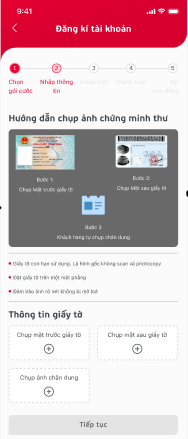 9:41
Đăng kí tài khoản
1 2 3 4 5
Chọn gói cước
Nhập thông tin
Video Call
Thanh toán
Ký
Hướng dẫn chụp ảnh chứng minh thư
Bước 1:
Chụp Mặt trước giấy tờ
Bước 2:
Chụp Mặt sau giấy tờ
Bước 3:
Khách hàng tự chụp chân dung
Giấy tờ còn hạn sử dụng. Là hình gốc không scan và photocopy
Đặt giấy tờ trên một mặt phẳng
Đảm bảo ảnh rõ nét không bị mờ loá
Thông tin giấy tờ
Chụp mặt trước giấy tờ
Chụp mặt sau giấy tờ
Chụp ảnh chân dung
Tiếp tục